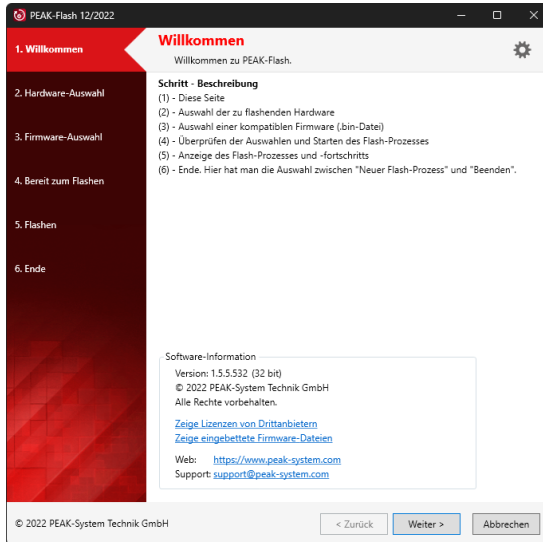 PEAK-Flash 12/2022
1. Willkommen
2. Hardware-Auswahl
3. Firmware-Auswahl
4. Bereit zum Flashen
5. Flashen
6. Ende
Willkommen
Willkommen zu PEAK-Flash.
Schritt - Beschreibung
(1) - Diese Seite
(2) - Auswahl der zu flashenden Hardware
(3) - Auswahl einer kompatiblen Firmware (.bin-Datei)
(4) - Überprüfen der Auswahlen und Starten des Flash-Prozesses
(5) - Anzeige des Flash-Prozesses und -fortschritts
(6) - Ende. Hier hat man die Auswahl zwischen "Neuer Flash-Prozess" und "Beenden".
Software-Information
Version: 1.5.5.532 (32 bit)
© 2022 PEAK-System Technik GmbH
Alle Rechte vorbehalten.
Zeige Lizenzen von Drittanbietern
Zeige eingebettete Firmware-Dateien
Web: https://www.peak-system.com
Support: support@peak-system.com
© 2022 PEAK-System Technik GmbH
< Zurück Weiter > Abbrechen